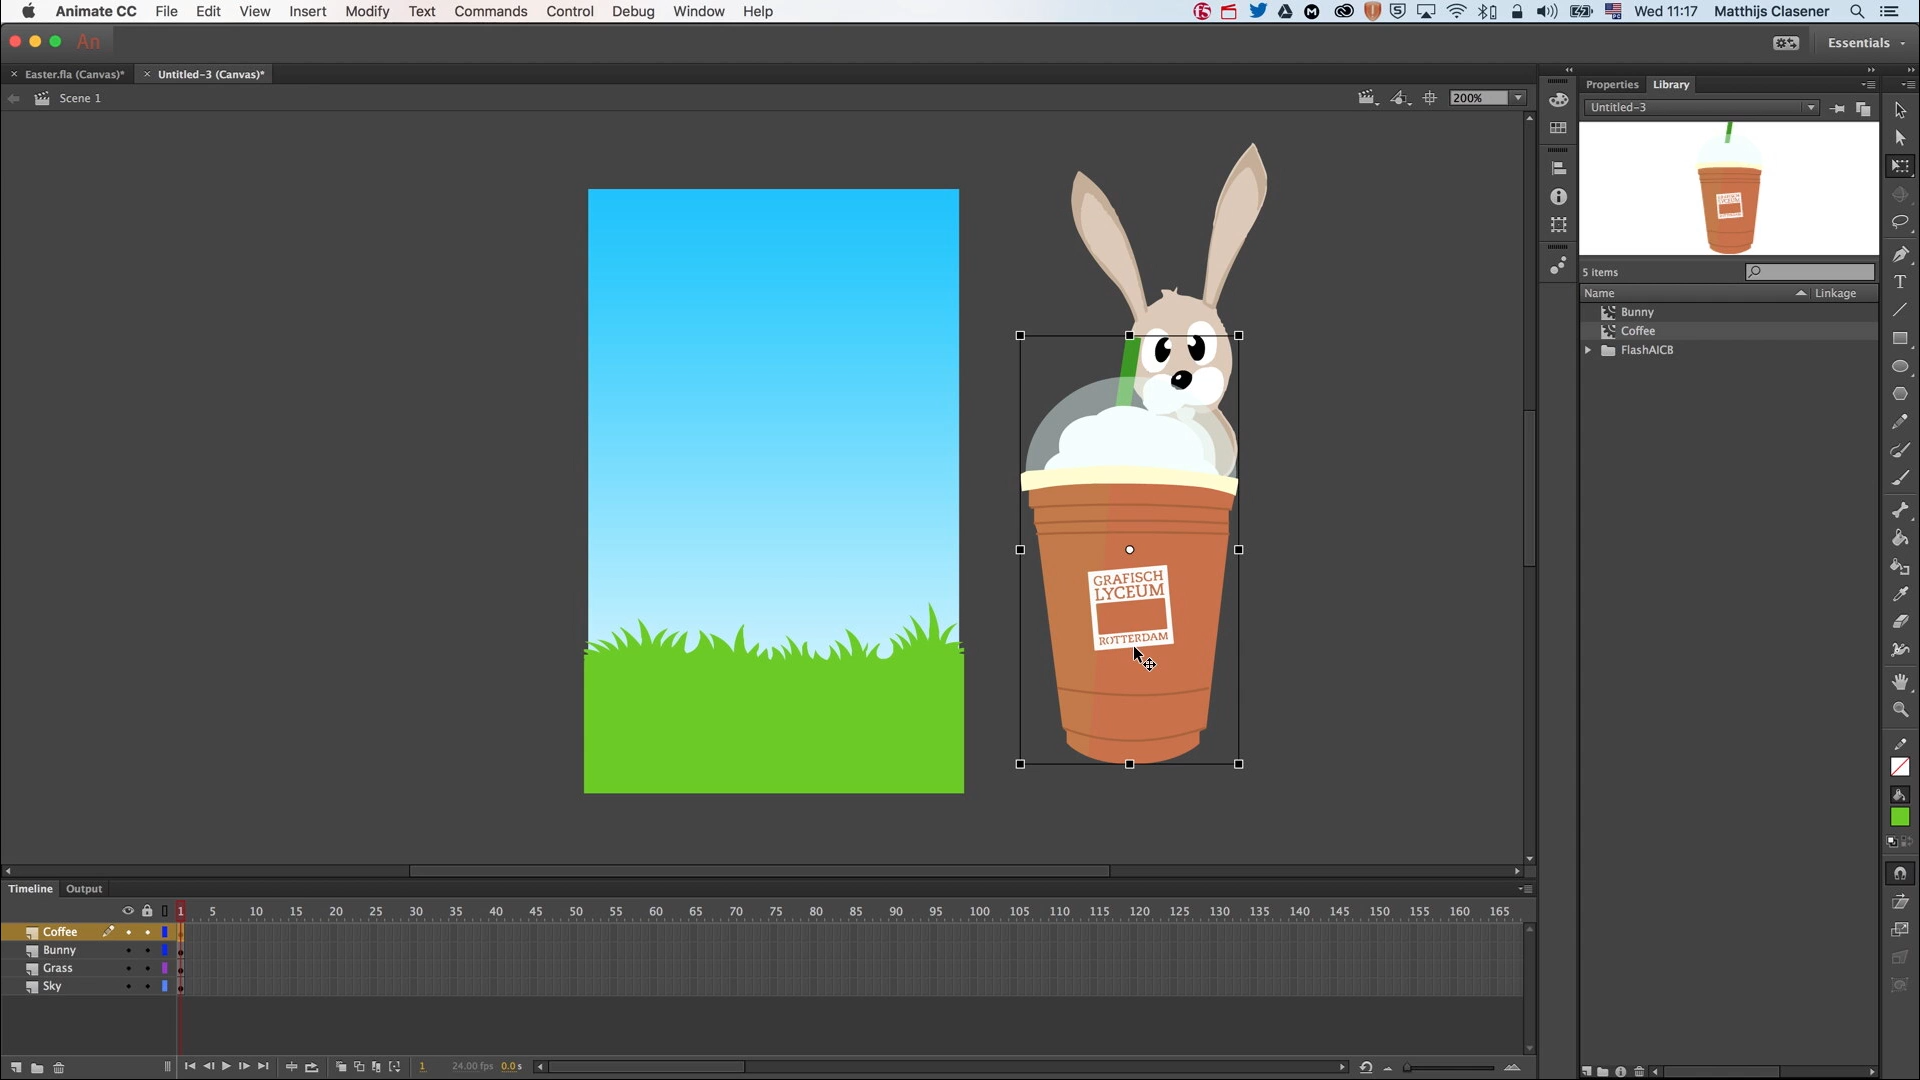 Animate CC File Edit View Insert Modify Text Commands Control Debug Window Help Wed 11:17 Matthijs Clasener
An Essentials
Easter.fla (Canvas)* Untitled-3 (Canvas)*
Scene 1 200%
Properties Library
Untitled-3
5 items
Name Linkage
Bunny
Coffee
FlashAICB
GRAFISCH
LYCEUM
ROTTERDAM
GRAFISCH
LYCEUM
ROTTERDAM
Timeline Output
1 5 10 15 20 25 30 35 40 45 50 55 60 65 70 75 80 85 90 95 100 105 110 115 120 125 130 135 140 145 150 155 160 165
Coffee
Bunny
Grass
Sky
1 24.00 fps 0.0 s